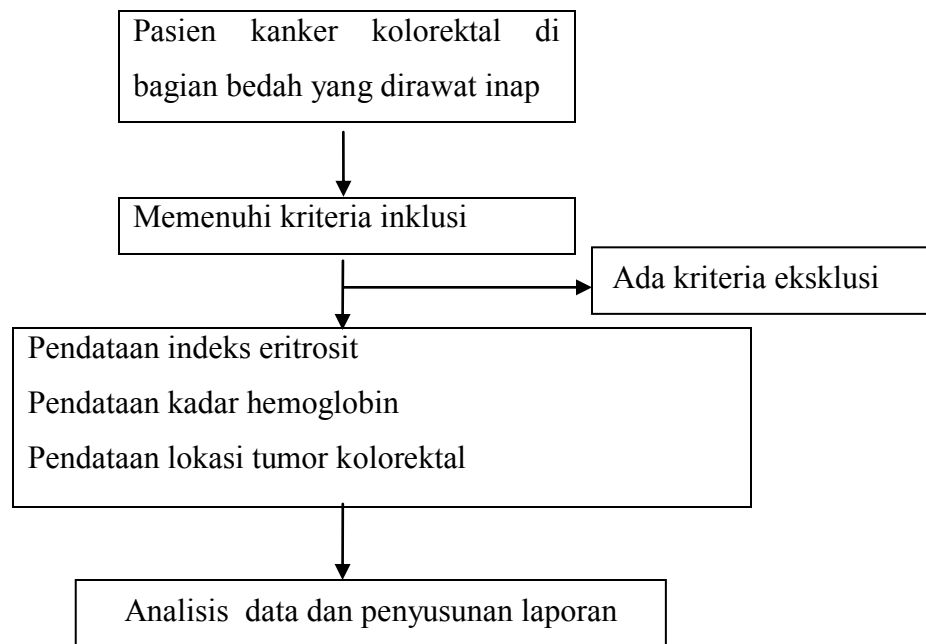 Pasien kanker kolorektal di
bagian bedah yang dirawat inap
Memenuhi kriteria inklusi
Ada kriteria eksklusi
Pendataan indeks eritrosit
Pendataan kadar hemoglobin
Pendataan lokasi tumor kolorektal
Analisis data dan penyusunan laporan